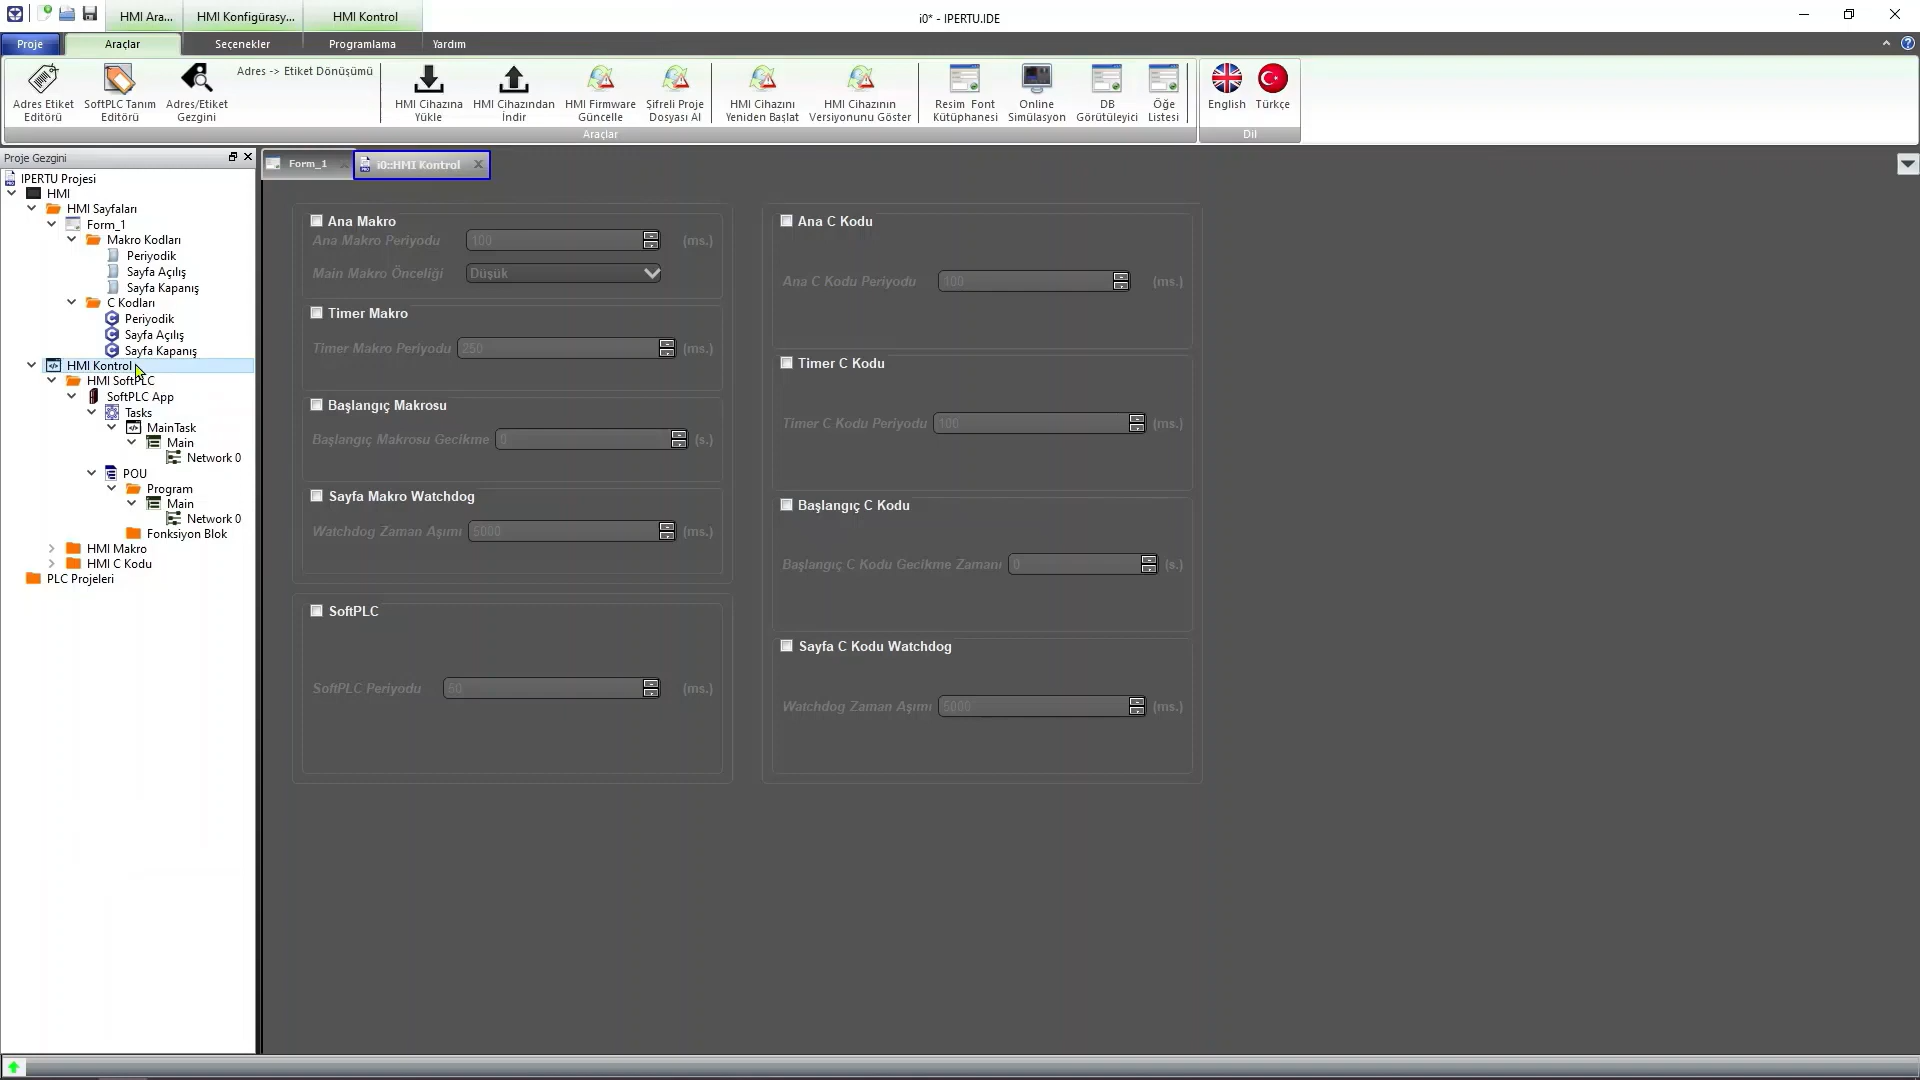 HMI Ara...
HMI Konfigürasy...
HMI Kontrol
i0* - IPERTU.IDE
Proje
Araçlar
Seçenekler
Programlama
Yardım
Adres Etiket Editörü
SoftPLC Tanım Editörü
Adres/Etiket Gezgini
Adres -> Etiket Dönüşümü
HMI Cihazına Yükle
HMI Cihazından İndir
HMI Firmware Güncelle
Şifreli Proje Dosyası Al
HMI Cihazını Yeniden Başlat
HMI Cihazının Versiyonunu Göster
Resim Font Kütüphanesi
Online Simülasyon
DB Görütüleyici
Öğe Listesi
English
Türkçe
Araçlar
Dil
Proje Gezgini
IPERTU Projesi
HMI
HMI Sayfaları
Form_1
Makro Kodları
Periyodik
Sayfa Açılış
Sayfa Kapanış
C Kodları
Periyodik
Sayfa Açılış
Sayfa Kapanış
HMI Kontrol
HMI SoftPLC
SoftPLC App
Tasks
MainTask
Main
Network 0
POU
Program
Main
Network 0
Fonksiyon Blok
HMI Makro
HMI C Kodu
PLC Projeleri
Form_1
i0::HMI Kontrol
Ana Makro
Ana Makro Periyodu 100 (ms.)
Main Makro Önceliği Düşük
Timer Makro
Timer Makro Periyodu 250 (ms.)
Başlangıç Makrosu
Başlangıç Makrosu Gecikme 0 (s.)
Sayfa Makro Watchdog
Watchdog Zaman Aşımı 5000 (ms.)
SoftPLC
SoftPLC Periyodu 50 (ms.)
Ana C Kodu
Ana C Kodu Periyodu 100 (ms.)
Timer C Kodu
Timer C Kodu Periyodu 100 (ms.)
Başlangıç C Kodu
Başlangıç C Kodu Gecikme Zamanı 0 (s.)
Sayfa C Kodu Watchdog
Watchdog Zaman Aşımı 5000 (ms.)